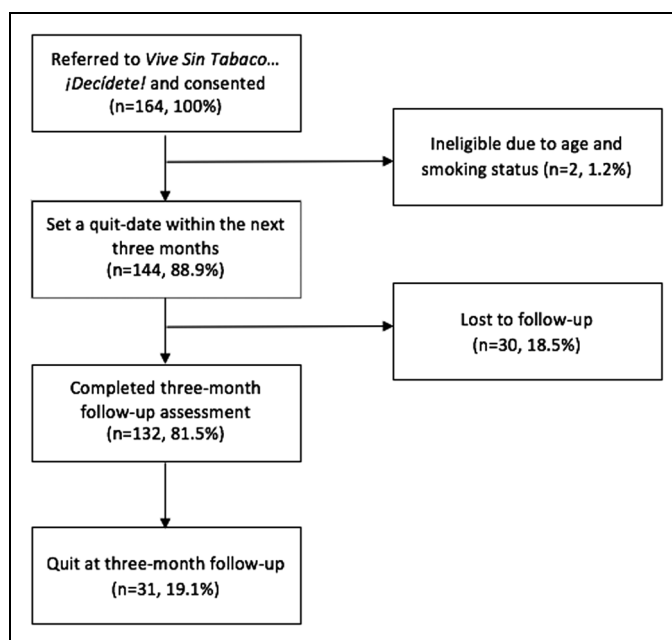 Referred to Vive Sin Tabaco...
¡Decídete! and consented
(n=164, 100%)
Ineligible due to age and
smoking status (n=2, 1.2%)
Set a quit-date within the next
three months
(n=144, 88.9%)
Lost to follow-up
(n=30, 18.5%)
Completed three-month
follow-up assessment
(n=132, 81.5%)
Quit at three-month follow-up
(n=31, 19.1%)